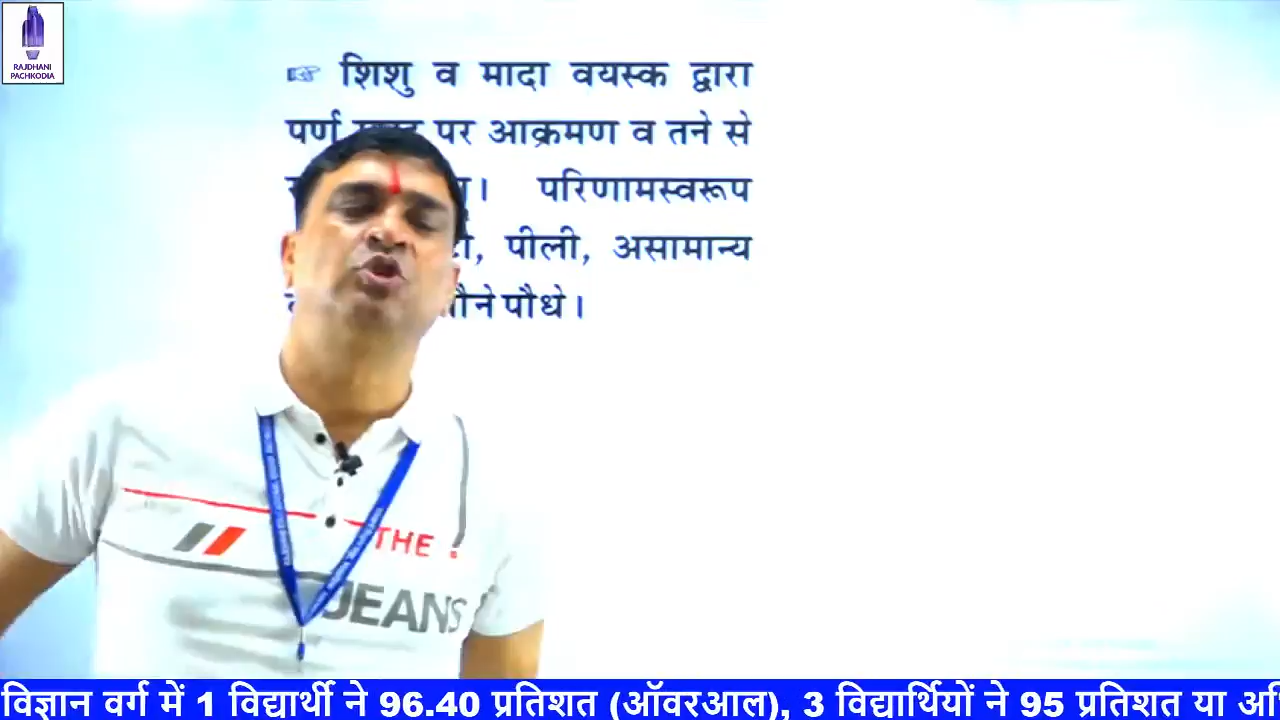 RAJDHANI
PACHKODIA
☞ शिशु व मादा वयस्क द्वारा
पर्ण पर आक्रमण व तने से
परिणामस्वरूप
पीली, असामान्य
पौधे।
THE
JEANS
विज्ञान वर्ग में 1 विद्यार्थी ने 96.40 प्रतिशत (ऑवरआल), 3 विद्यार्थियों ने 95 प्रतिशत या